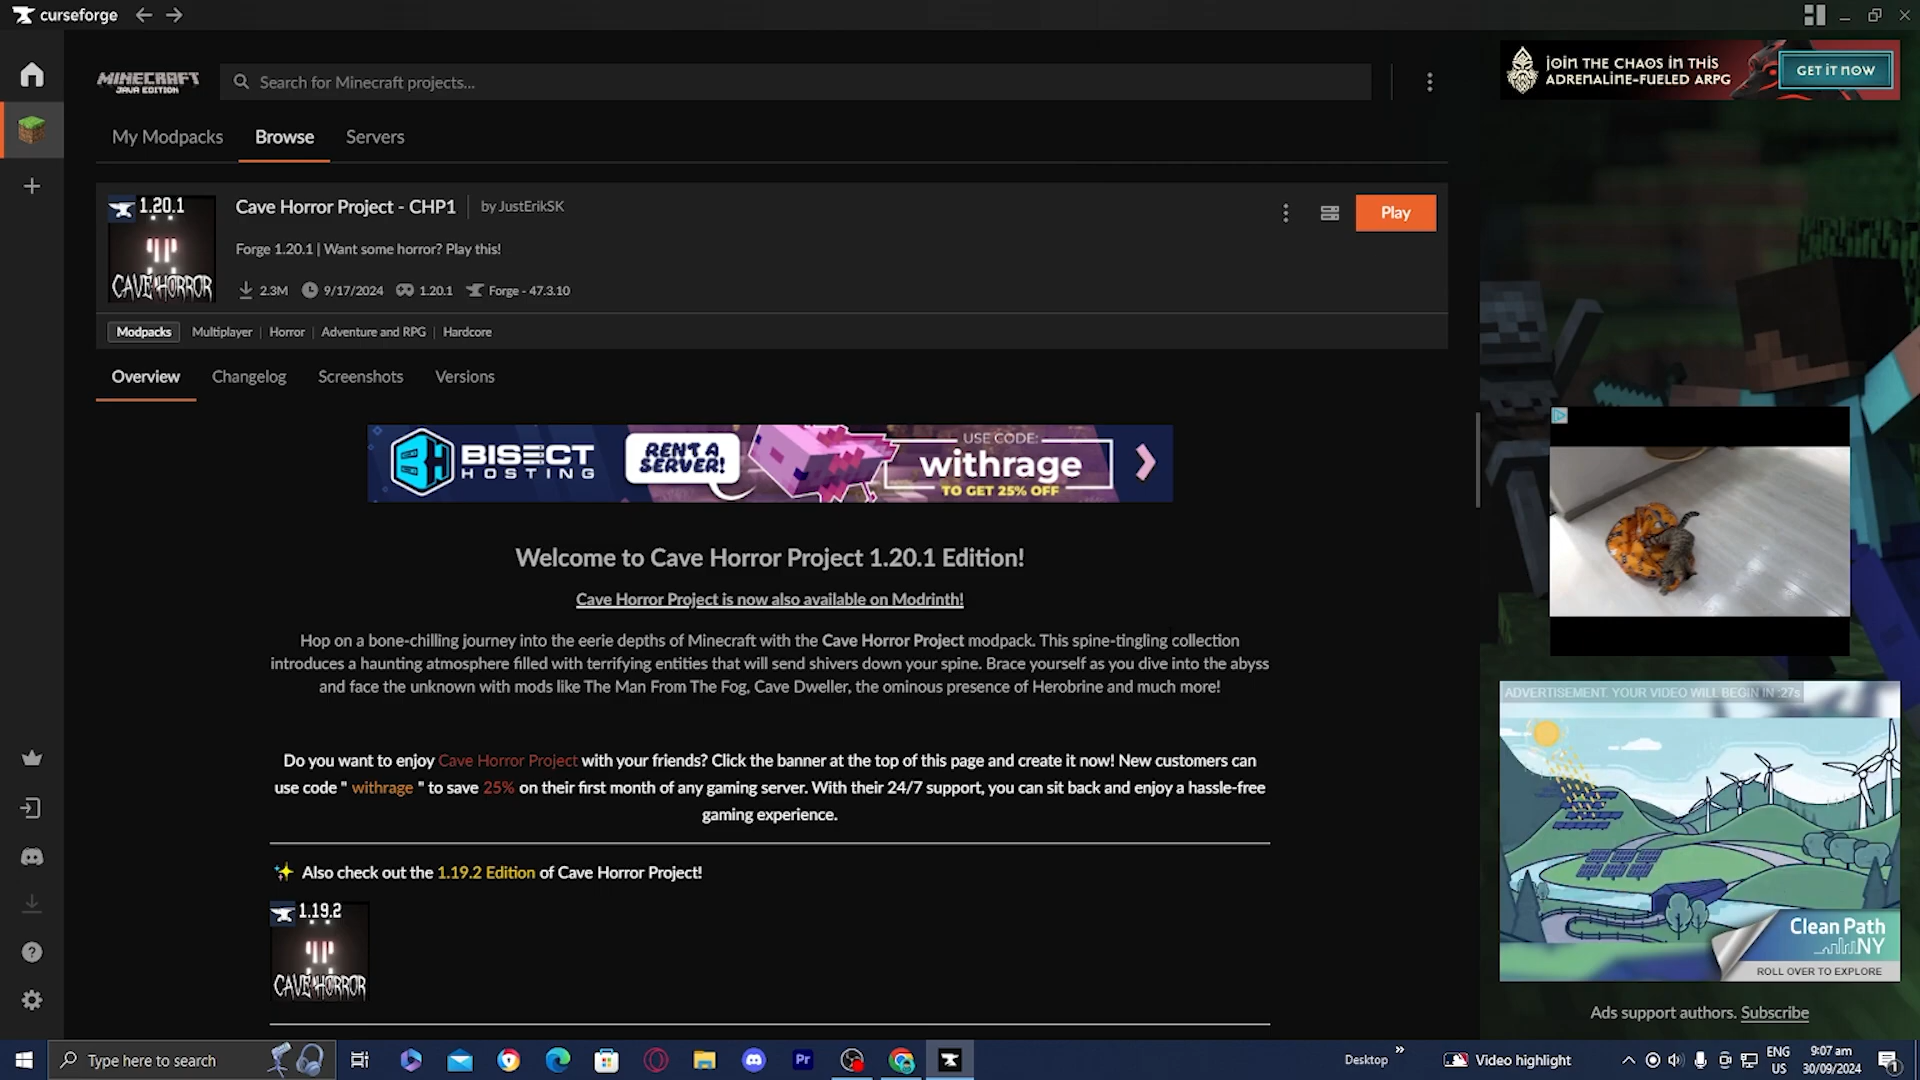 curseforge
MINECRAFT
JAVA EDITION
Search for Minecraft projects...
JOIN THE CHAOS IN THIS
ADRENALINE-FUELED ARPG
GET IT NOW
My Modpacks
Browse
Servers
1.20.1
CAVE HORROR
Cave Horror Project - CHP1
by JustErikSK
Play
Forge 1.20.1 | Want some horror? Play this!
2.3M
9/17/2024
1.20.1
Forge - 47.3.10
Modpacks
Multiplayer | Horror | Adventure and RPG | Hardcore
Overview
Changelog
Screenshots
Versions
BISECT
HOSTING
RENT A
SERVER!
USE CODE:
withrage
TO GET 25% OFF
Welcome to Cave Horror Project 1.20.1 Edition!
Cave Horror Project is now also available on Modrinth!
Hop on a bone-chilling journey into the eerie depths of Minecraft with the Cave Horror Project modpack. This spine-tingling collection
introduces a haunting atmosphere filled with terrifying entities that will send shivers down your spine. Brace yourself as you dive into the abyss
and face the unknown with mods like The Man From The Fog, Cave Dweller, the ominous presence of Herobrine and much more!
Do you want to enjoy Cave Horror Project with your friends? Click the banner at the top of this page and create it now! New customers can
use code " withrage " to save 25% on their first month of any gaming server. With their 24/7 support, you can sit back and enjoy a hassle-free
gaming experience.
Also check out the 1.19.2 Edition of Cave Horror Project!
1.19.2
CAVE HORROR
ADVERTISEMENT. YOUR VIDEO WILL BEGIN IN :27s
Clean Path
NY
ROLL OVER TO EXPLORE
Ads support authors. Subscribe
Type here to search
Pr
Desktop
Video highlight
ENG
US
9:07 am
30/09/2024
1